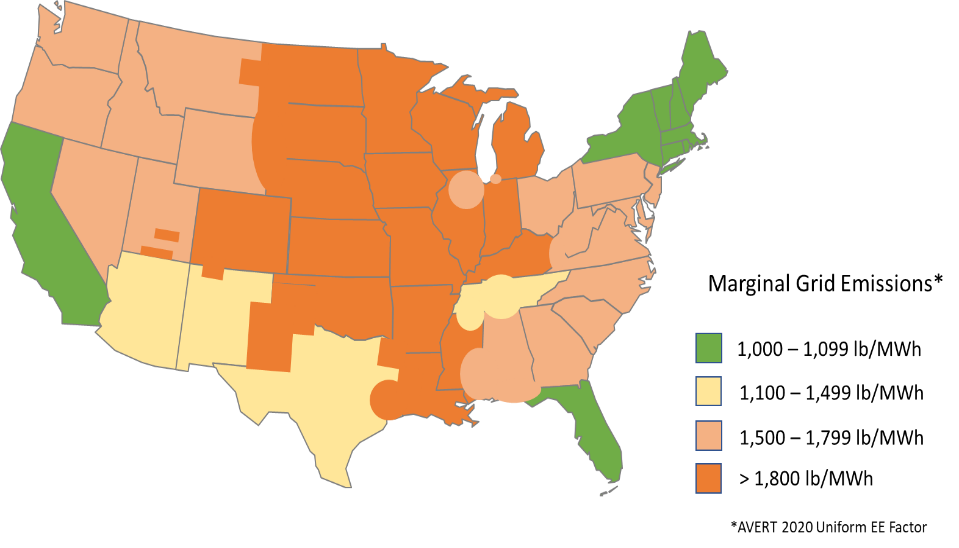 Marginal Grid Emissions*
1,000 – 1,099 lb/MWh
1,100 – 1,499 lb/MWh
1,500 – 1,799 lb/MWh
> 1,800 lb/MWh
*AVERT 2020 Uniform EE Factor